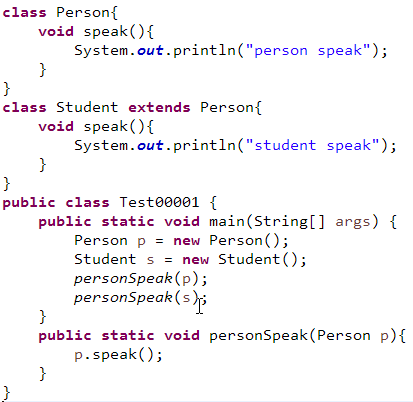 class Person{
    void speak(){
        System.out.println("person speak");
    }
}
class Student extends Person{
    void speak(){
        System.out.println("student speak");
    }
}
public class Test00001 {
    public static void main(String[] args) {
        Person p = new Person();
        Student s = new Student();
        personSpeak(p);
        personSpeak(s);
    }
    public static void personSpeak(Person p){
        p.speak();
    }
}